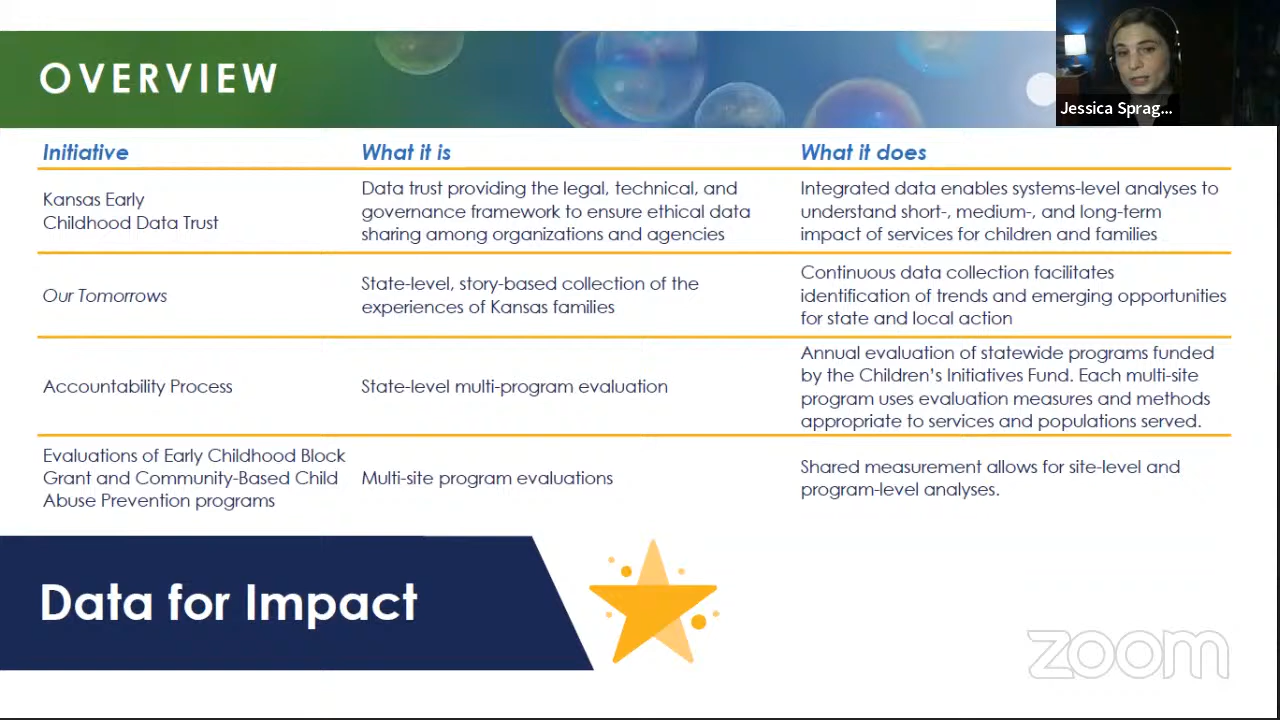 OVERVIEW
Jessica Sprag...
Initiative
What it is
What it does
Kansas Early
Childhood Data Trust
Data trust providing the legal, technical, and
governance framework to ensure ethical data
sharing among organizations and agencies
Integrated data enables systems-level analyses to
understand short-, medium-, and long-term
impact of services for children and families
Our Tomorrows
State-level, story-based collection of the
experiences of Kansas families
Continuous data collection facilitates
identification of trends and emerging opportunities
for state and local action
Accountability Process
State-level multi-program evaluation
Annual evaluation of statewide programs funded
by the Children's Initiatives Fund. Each multi-site
program uses evaluation measures and methods
appropriate to services and populations served.
Evaluations of Early Childhood Block
Grant and Community-Based Child
Abuse Prevention programs
Multi-site program evaluations
Shared measurement allows for site-level and
program-level analyses.
Data for Impact
zoom